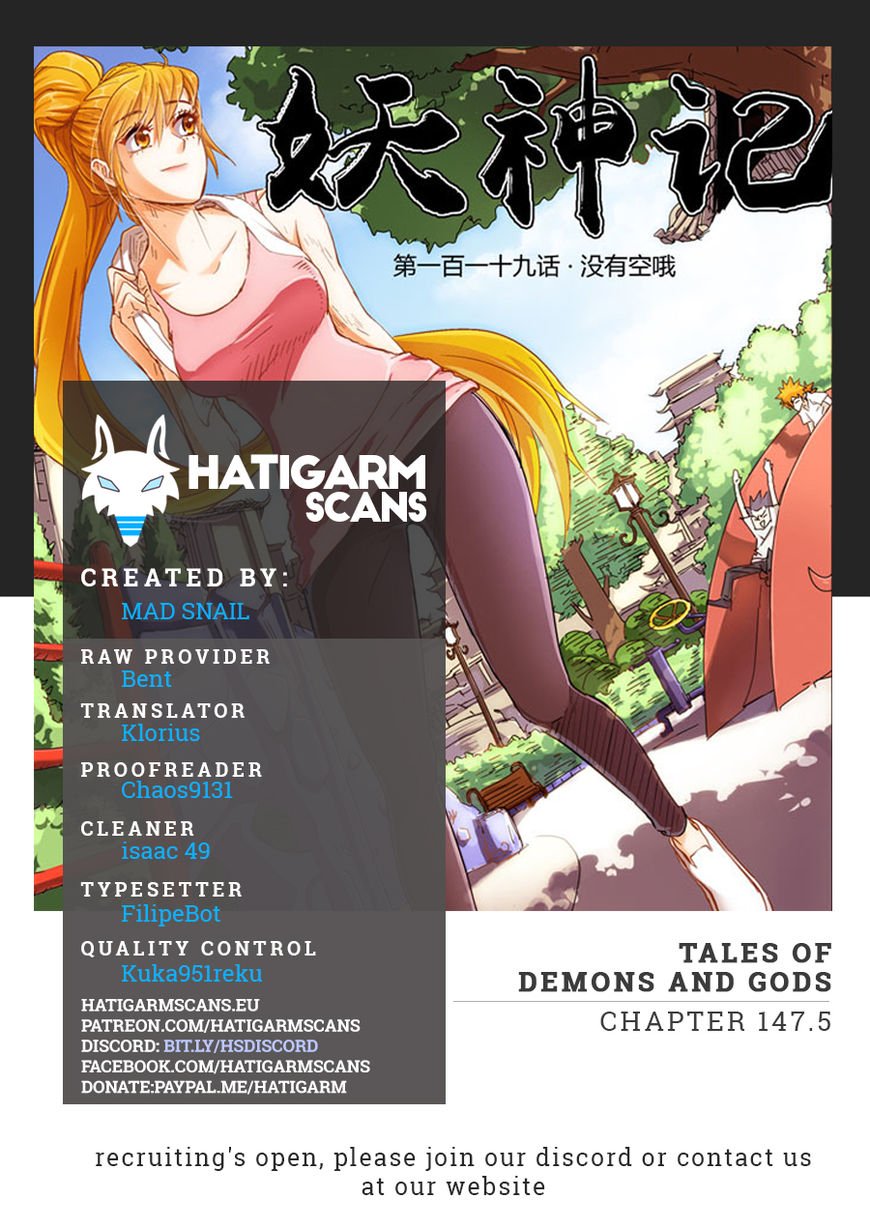 妖神记
第一百一十九话·没有空哦
HATIGARM
SCANS
CREATED BY:
MAD SNAIL
RAW PROVIDER
Bent
TRANSLATOR
Klorius
PROOFREADER
Chaos9131
CLEANER
isaac 49
TYPESETTER
FilipeBot
QUALITY CONTROL
Kuka951reku
HATIGARMSCANS.EU
PATREON.COM/HATIGARMSCANS
DISCORD: BIT.LY/HSDISCORD
FACEBOOK.COM/HATIGARMSCANS
DONATE:PAYPAL.ME/HATIGARM
TALES OF
DEMONS AND GODS
CHAPTER 147.5
recruiting's open, please join our discord or contact us
at our website